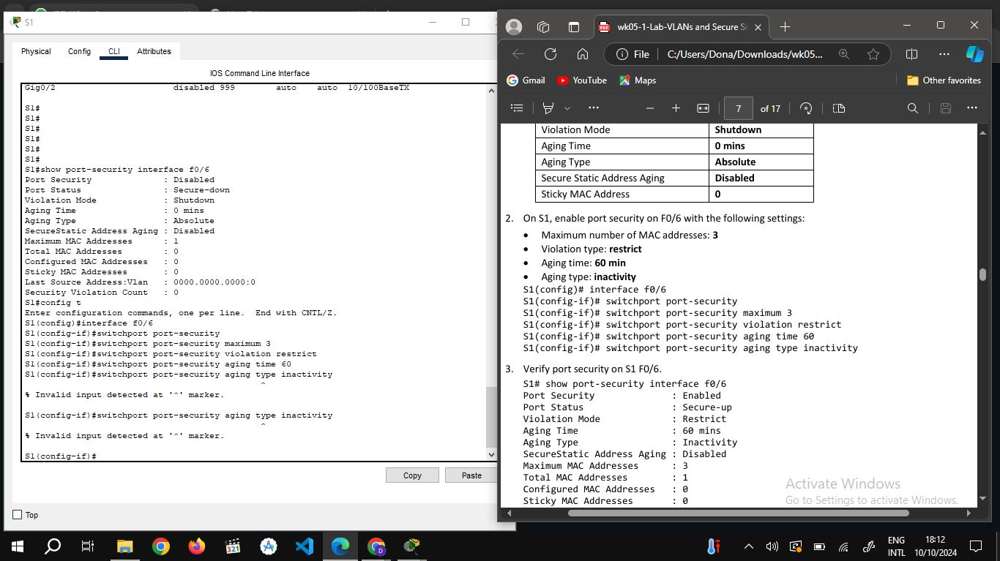 S1
Physical
Config
CLI
Attributes
IOS Command Line Interface
Gig0/2 disabled 999 auto auto 10/100BaseTX
S1#
S1#
S1#
S1#
S1#
S1#
S1#show port-security interface f0/6
Port Security : Disabled
Port Status : Secure-down
Violation Mode : Shutdown
Aging Time : 0 mins
Aging Type : Absolute
SecureStatic Address Aging : Disabled
Maximum MAC Addresses : 1
Total MAC Addresses : 0
Configured MAC Addresses : 0
Sticky MAC Addresses : 0
Last Source Address:Vlan : 0000.0000.0000:0
Security Violation Count : 0
S1#config t
Enter configuration commands, one per line. End with CNTL/Z.
S1(config)#interface f0/6
S1(config-if)#switchport port-security
S1(config-if)#switchport port-security maximum 3
S1(config-if)#switchport port-security violation restrict
S1(config-if)#switchport port-security aging time 60
S1(config-if)#switchport port-security aging type inactivity
^
% Invalid input detected at '^' marker.
S1(config-if)#switchport port-security aging type inactivity
^
% Invalid input detected at '^' marker.
S1(config-if)#
Copy
Paste
Top
PDF
wk05-1-Lab-VLANs and Secure Sw
File
C:/Users/Dona/Downloads/wk05...
Gmail
YouTube
Maps
Other favorites
7 of 17
Violation Mode Shutdown
Aging Time 0 mins
Aging Type Absolute
Secure Static Address Aging Disabled
Sticky MAC Address 0
2. On S1, enable port security on F0/6 with the following settings:
• Maximum number of MAC addresses: 3
• Violation type: restrict
• Aging time: 60 min
• Aging type: inactivity
S1(config)# interface f0/6
S1(config-if)# switchport port-security
S1(config-if)# switchport port-security maximum 3
S1(config-if)# switchport port-security violation restrict
S1(config-if)# switchport port-security aging time 60
S1(config-if)# switchport port-security aging type inactivity
3. Verify port security on S1 F0/6.
S1# show port-security interface f0/6
Port Security : Enabled
Port Status : Secure-up
Violation Mode : Restrict
Aging Time : 60 mins
Aging Type : Inactivity
SecureStatic Address Aging : Disabled
Maximum MAC Addresses : 3
Total MAC Addresses : 1
Configured MAC Addresses : 0
Sticky MAC Addresses : 0
Activate Windows
Go to Settings to activate Windows.
321
D
ENG
INTL
18:12
10/10/2024